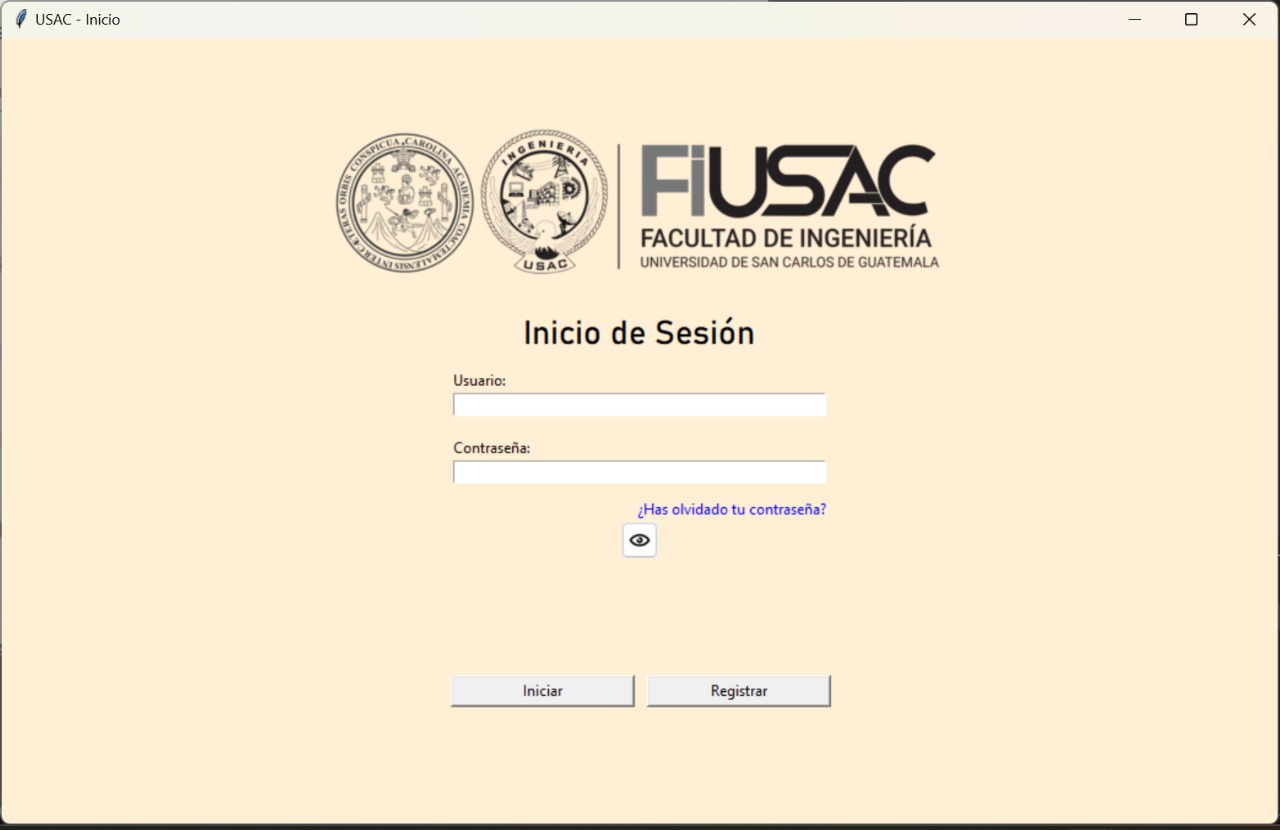 USAC - Inicio
CONSPICUA CAROLINA ACADEMIA COACTEMALENSIS INTER CÆTERAS ORBIS
INGENIERIA
USAC
FiUSAC
FACULTAD DE INGENIERÍA
UNIVERSIDAD DE SAN CARLOS DE GUATEMALA
Inicio de Sesión
Usuario:
Contraseña:
¿Has olvidado tu contraseña?
Iniciar
Registrar